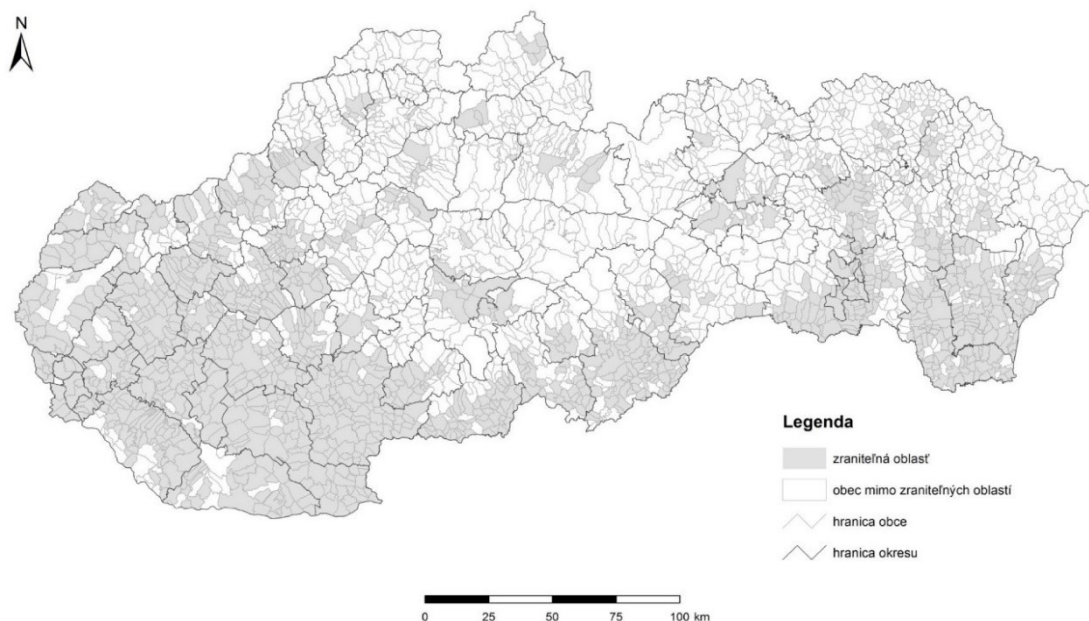 N
Legenda
zraniteľná oblasť
obec mimo zraniteľných oblastí
hranica obce
hranica okresu
0 25 50 75 100 km